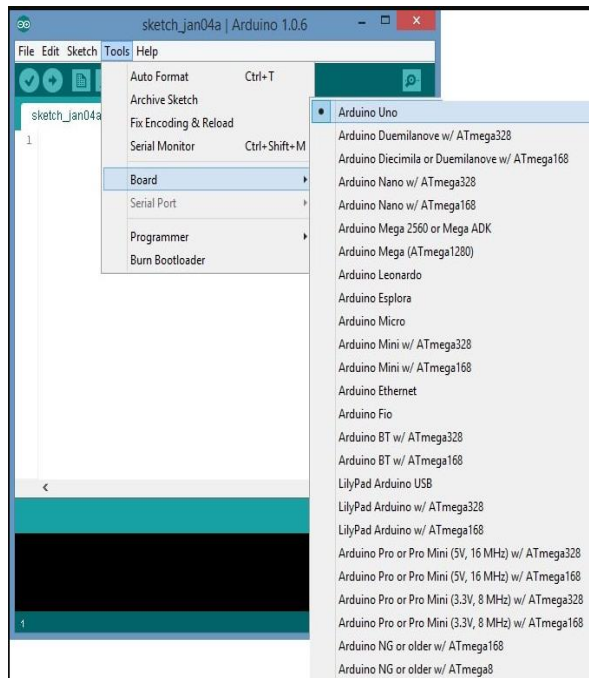 sketch_jan04a | Arduino 1.0.6
File Edit Sketch Tools Help
sketch_jan04a
1
Auto Format Ctrl+T
Archive Sketch
Fix Encoding & Reload
Serial Monitor Ctrl+Shift+M
Board
Serial Port
Programmer
Burn Bootloader
Arduino Uno
Arduino Duemilanove w/ ATmega328
Arduino Diecimila or Duemilanove w/ ATmega168
Arduino Nano w/ ATmega328
Arduino Nano w/ ATmega168
Arduino Mega 2560 or Mega ADK
Arduino Mega (ATmega1280)
Arduino Leonardo
Arduino Esplora
Arduino Micro
Arduino Mini w/ ATmega328
Arduino Mini w/ ATmega168
Arduino Ethernet
Arduino Fio
Arduino BT w/ ATmega328
Arduino BT w/ ATmega168
LilyPad Arduino USB
LilyPad Arduino w/ ATmega328
LilyPad Arduino w/ ATmega168
Arduino Pro or Pro Mini (5V, 16 MHz) w/ ATmega328
Arduino Pro or Pro Mini (5V, 16 MHz) w/ ATmega168
Arduino Pro or Pro Mini (3.3V, 8 MHz) w/ ATmega328
Arduino Pro or Pro Mini (3.3V, 8 MHz) w/ ATmega168
Arduino NG or older w/ ATmega168
Arduino NG or older w/ ATmega8
1